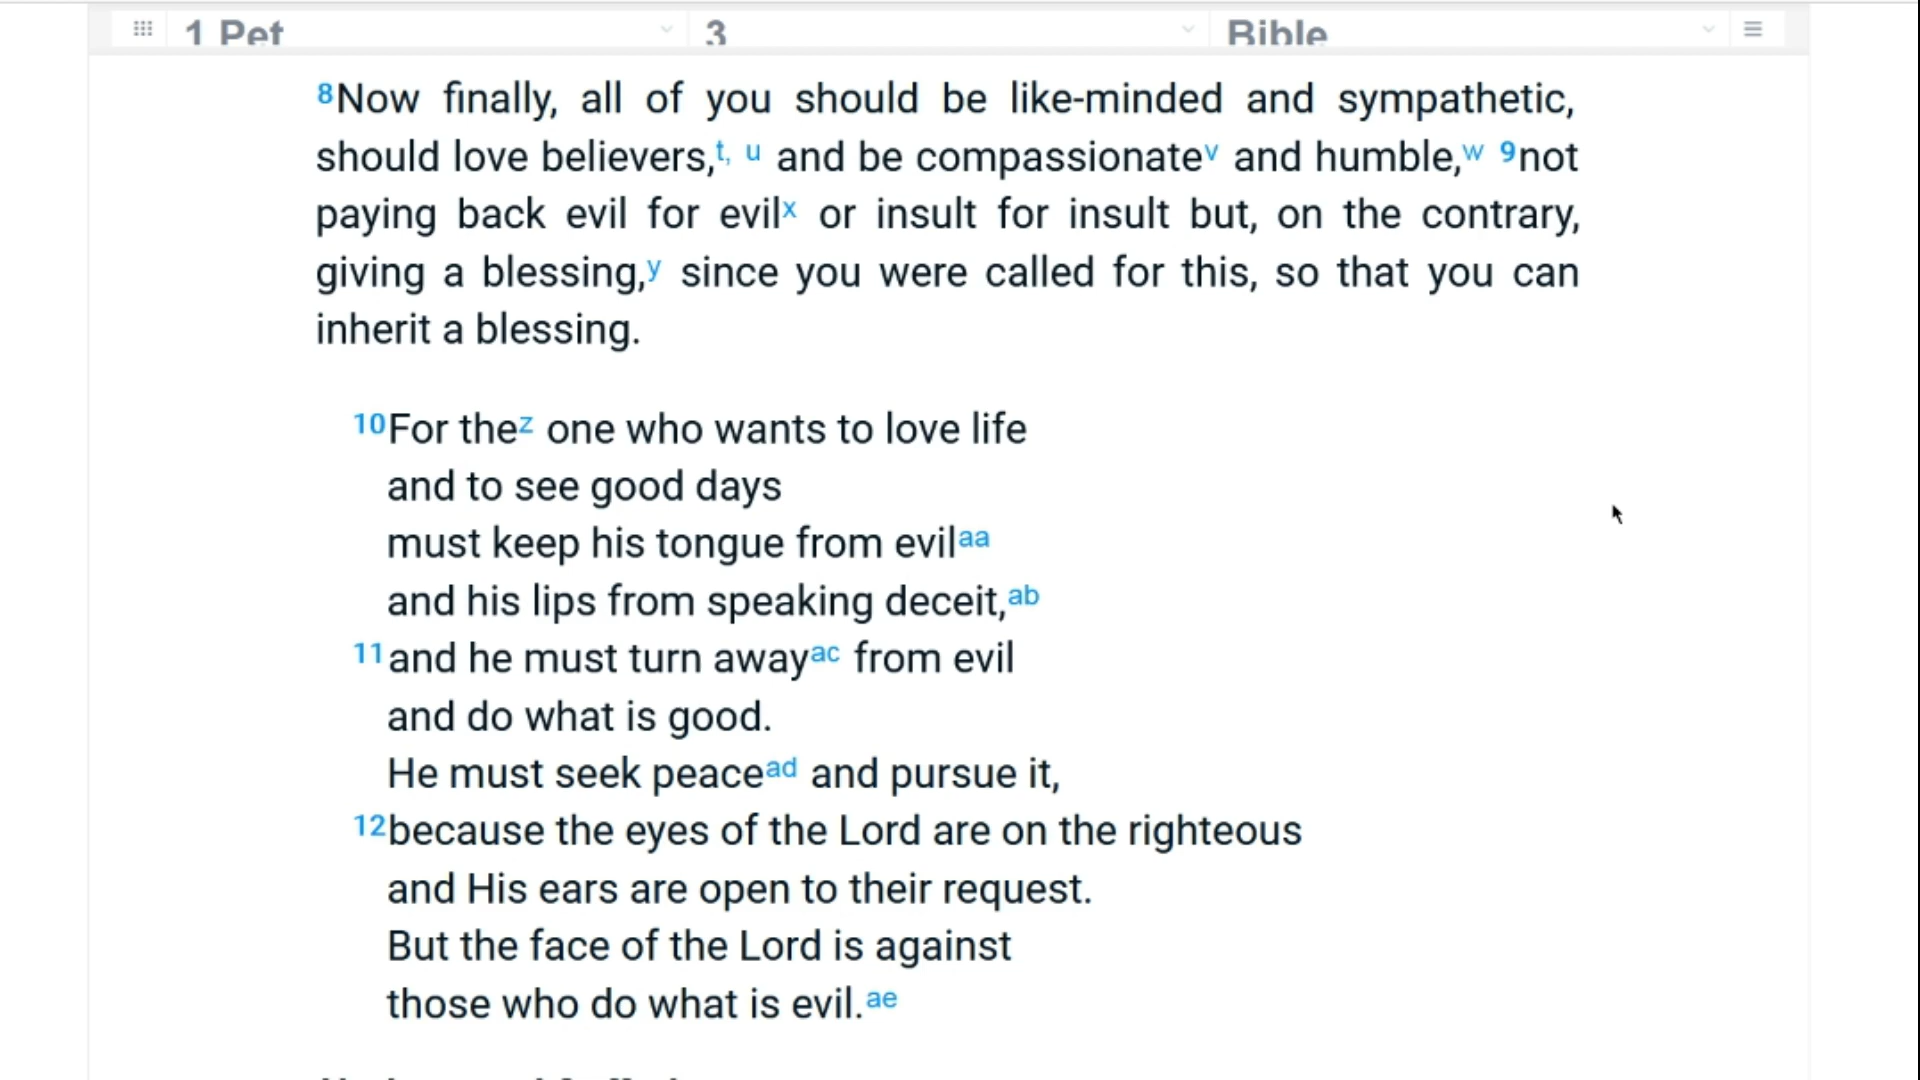 1 Pet 3 Bible
8Now finally, all of you should be like-minded and sympathetic,
should love believers,t, u and be compassionatev and humble,w 9not
paying back evil for evilx or insult for insult but, on the contrary,
giving a blessing,y since you were called for this, so that you can
inherit a blessing.
10For thez one who wants to love life
and to see good days
must keep his tongue from evilaa
and his lips from speaking deceit,ab
11and he must turn awayac from evil
and do what is good.
He must seek peacead and pursue it,
12because the eyes of the Lord are on the righteous
and His ears are open to their request.
But the face of the Lord is against
those who do what is evil.ae